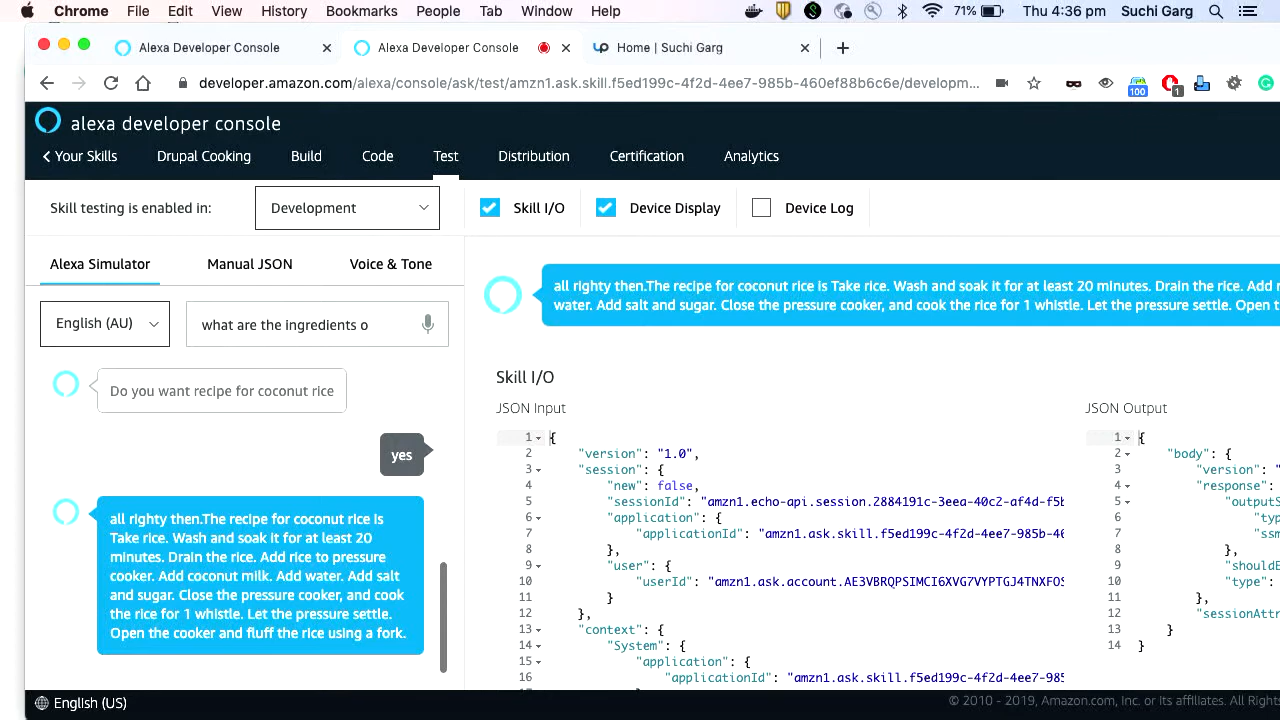 Chrome File Edit View History Bookmarks People Tab Window Help 71% Thu 4:36 pm Suchi Garg
Alexa Developer Console Alexa Developer Console Home | Suchi Garg
developer.amazon.com/alexa/console/ask/test/amzn1.ask.skill.f5ed199c-4f2d-4ee7-985b-460ef88b6c6e/developm...
100 1
alexa developer console
Your Skills Drupal Cooking Build Code Test Distribution Certification Analytics
Skill testing is enabled in: Development Skill I/O Device Display Device Log
Alexa Simulator Manual JSON Voice & Tone
English (AU) what are the ingredients o
Do you want recipe for coconut rice
yes
all righty then.The recipe for coconut rice is
Take rice. Wash and soak it for at least 20
minutes. Drain the rice. Add rice to pressure
cooker. Add coconut milk. Add water. Add salt
and sugar. Close the pressure cooker, and cook
the rice for 1 whistle. Let the pressure settle.
Open the cooker and fluff the rice using a fork.
all righty then.The recipe for coconut rice is Take rice. Wash and soak it for at least 20 minutes. Drain the rice. Add r
water. Add salt and sugar. Close the pressure cooker, and cook the rice for 1 whistle. Let the pressure settle. Open t
Skill I/O
JSON Input
1 {
2 "version": "1.0",
3 "session": {
4 "new": false,
5 "sessionId": "amzn1.echo-api.session.2884191c-3eea-40c2-af4d-f5b
6 "application": {
7 "applicationId": "amzn1.ask.skill.f5ed199c-4f2d-4ee7-985b-46
8 },
9 "user": {
10 "userId": "amzn1.ask.account.AE3VBRQPSIMCI6XVG7VYPTGJ4TNXFOS
11 }
12 },
13 "context": {
14 "System": {
15 "application": {
16 "applicationId": "amzn1.ask.skill.f5ed199c-4f2d-4ee7-985
JSON Output
1 {
2 "body": {
3 "version": "
4 "response":
5 "outputS
6 "typ
7 "ssm
8 },
9 "shouldE
10 "type":
11 },
12 "sessionAttr
13 }
14 }
English (US) © 2010 - 2019, Amazon.com, Inc. or its affiliates. All Rights